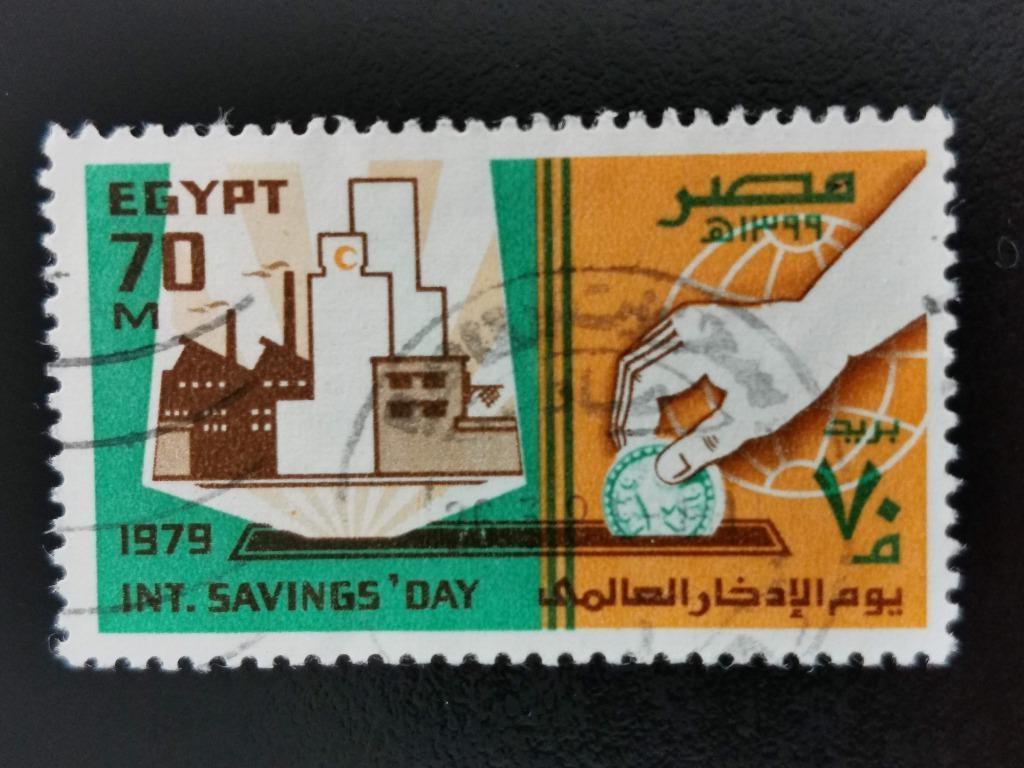 EGYPT
70
M
1979
INT. SAVINGS 'DAY
مصر
١٣٩٩هـ
بريد
٧٠
م
يوم الإدخار العالمى